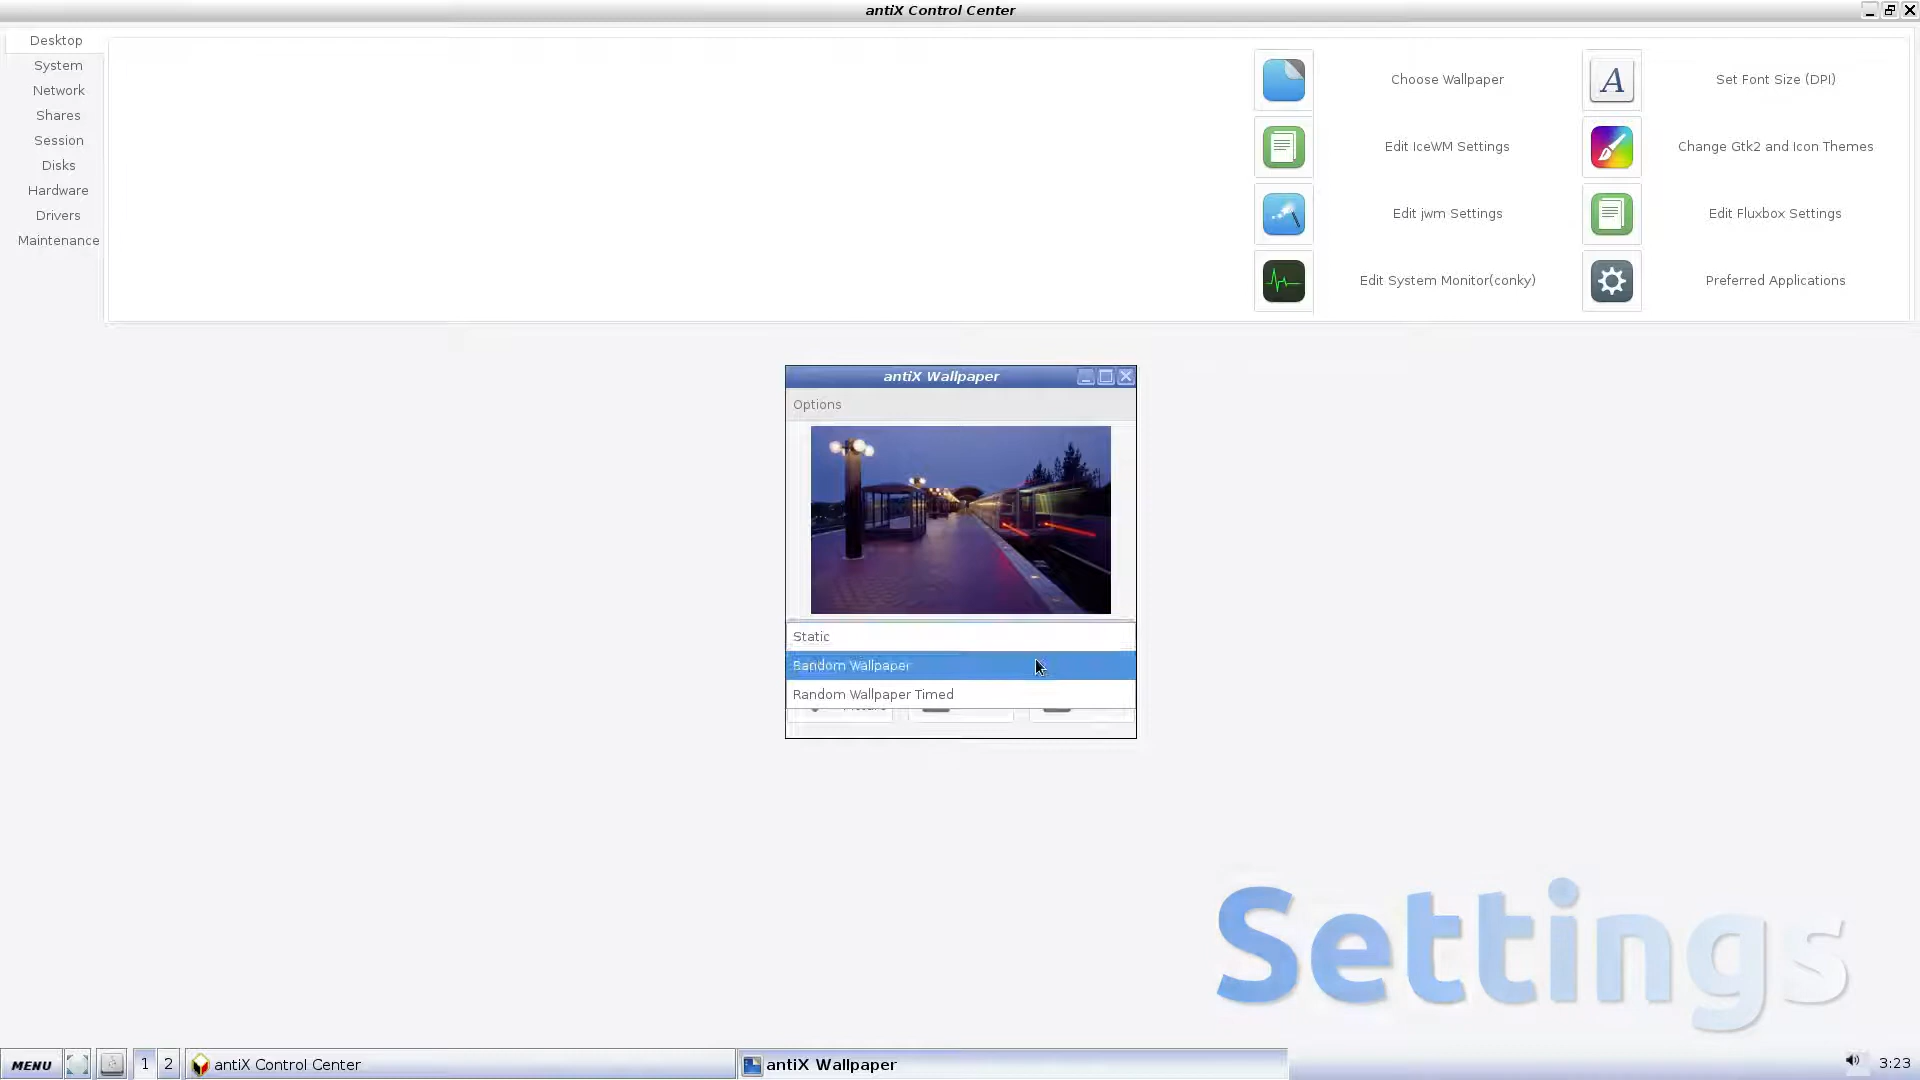 antiX Control Center
Desktop
System
Network
Shares
Session
Disks
Hardware
Drivers
Maintenance
Choose Wallpaper
Set Font Size (DPI)
Edit IceWM Settings
Change Gtk2 and Icon Themes
Edit jwm Settings
Edit Fluxbox Settings
Edit System Monitor(conky)
Preferred Applications
antiX Wallpaper
Options
Static
Random Wallpaper
Random Wallpaper Timed
Settings
MENU
1
2
antiX Control Center
antiX Wallpaper
3:23